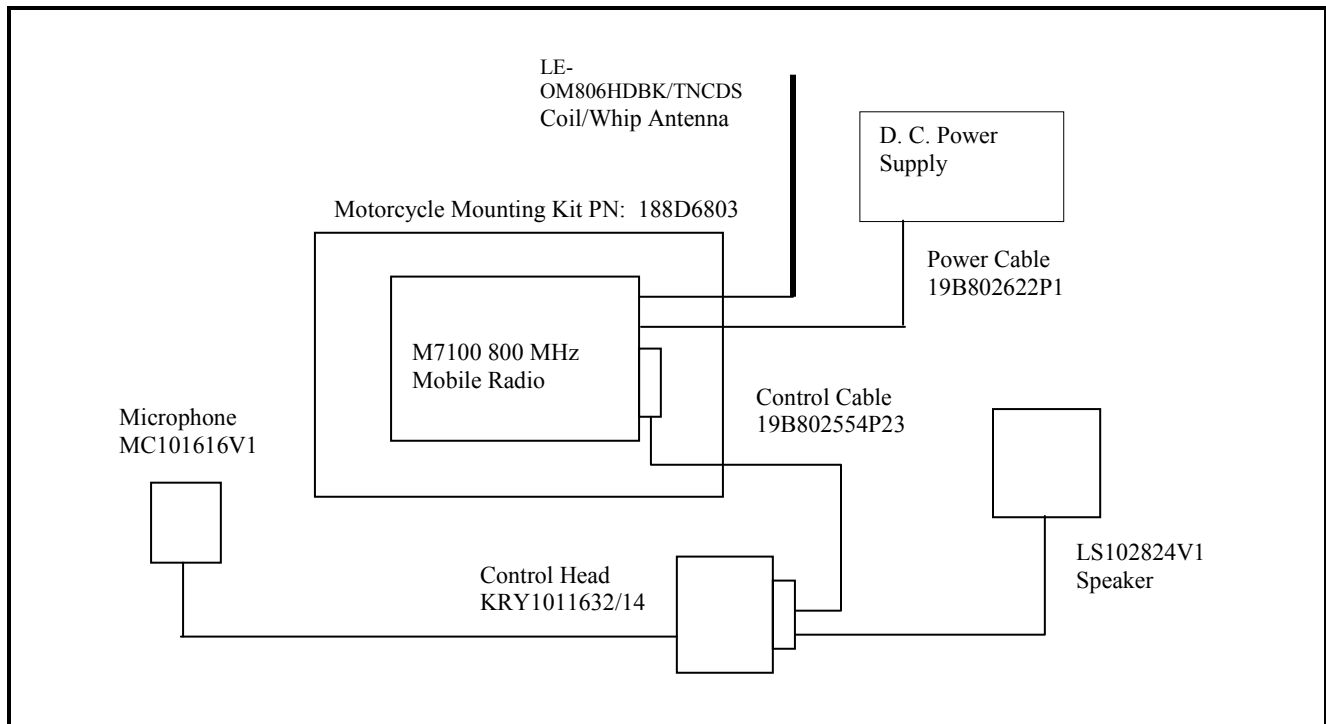 LE-
OM806HDBK/TNCDS
Coil/Whip Antenna
D. C. Power
Supply
Motorcycle Mounting Kit PN: 188D6803
Power Cable
19B802622P1
M7100 800 MHz
Mobile Radio
Control Cable
19B802554P23
Microphone
MC101616V1
LS102824V1
Speaker
Control Head
KRY1011632/14